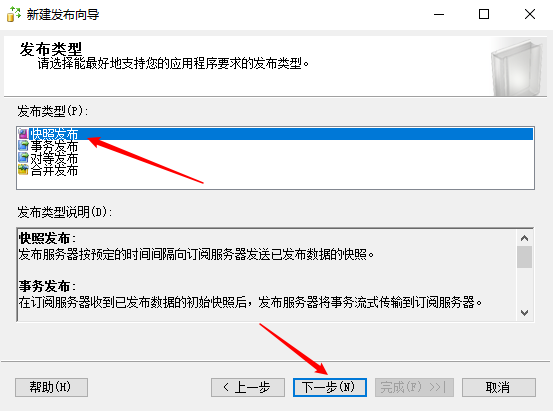 新建发布向导
发布类型
请选择能最好地支持您的应用程序要求的发布类型。
发布类型(P):
快照发布
事务发布
对等发布
合并发布
发布类型说明(D):
快照发布:
发布服务器按预定的时间间隔向订阅服务器发送已发布数据的快照。
事务发布:
在订阅服务器收到已发布数据的初始快照后，发布服务器将事务流式传输到订阅服务器。
帮助(H)
< 上一步
下一步(N)
完成(F) >>|
取消